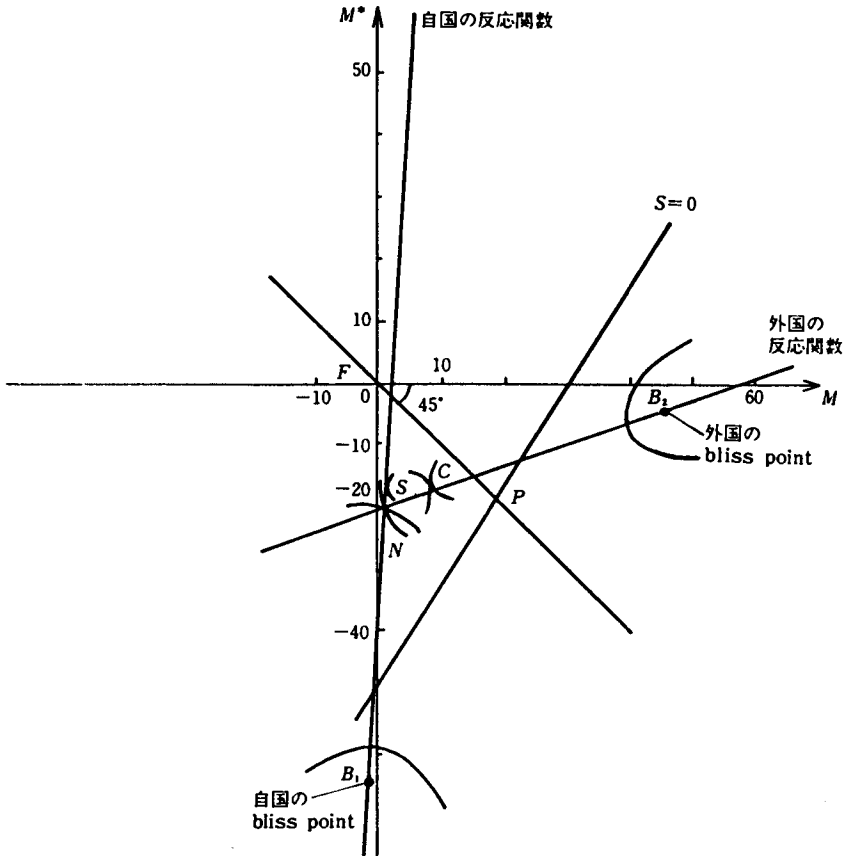 M*
自国の反応関数
50
S=0
10
外国の
反応関数
F
10
-10
0
45°
B₂
60
M
-10
外国の
bliss point
-20
S
C
P
N
-40
B₁
自国の
bliss point